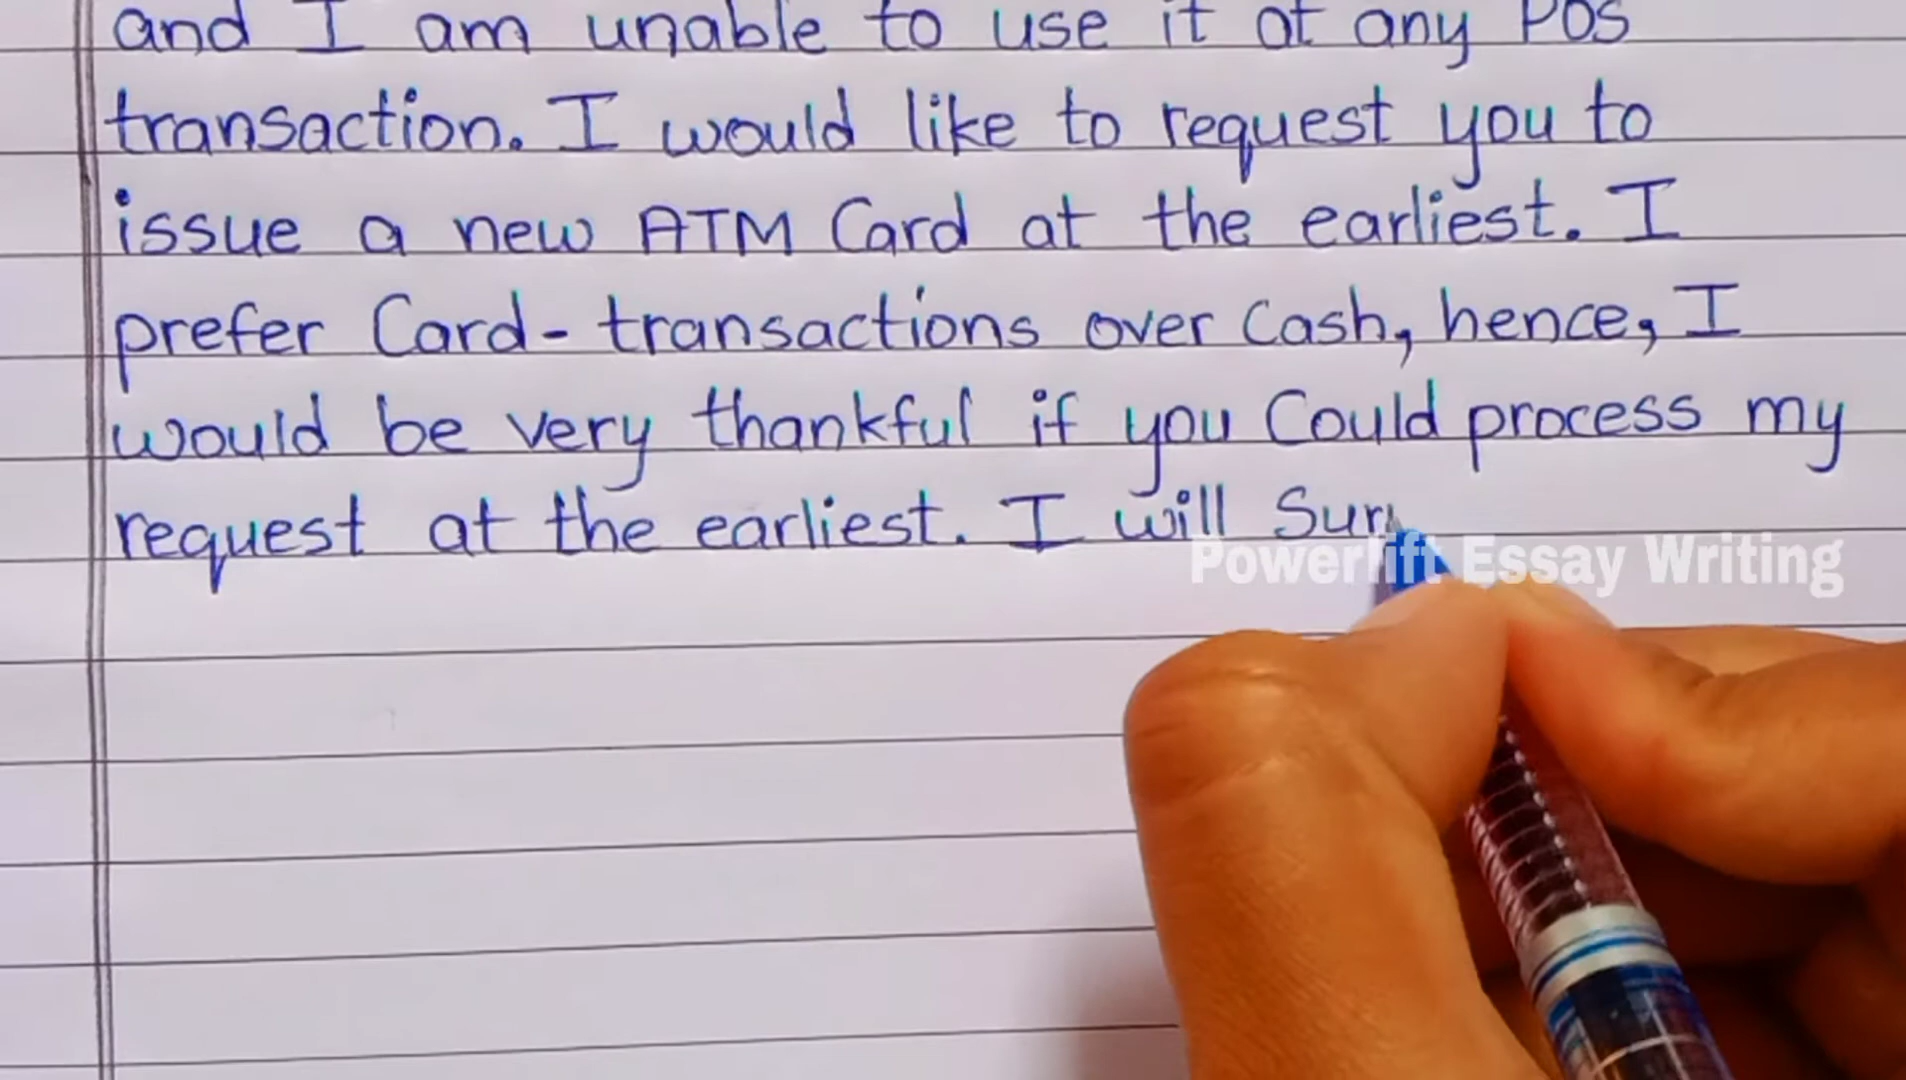 and I am unable to use it at any POS
transaction. I would like to request you to
issue a new ATM Card at the earliest. I
prefer Card- transactions over Cash, hence, I
would be very thankful if you Could process my
request at the earliest. I will Surr
Powerlift Essay Writing